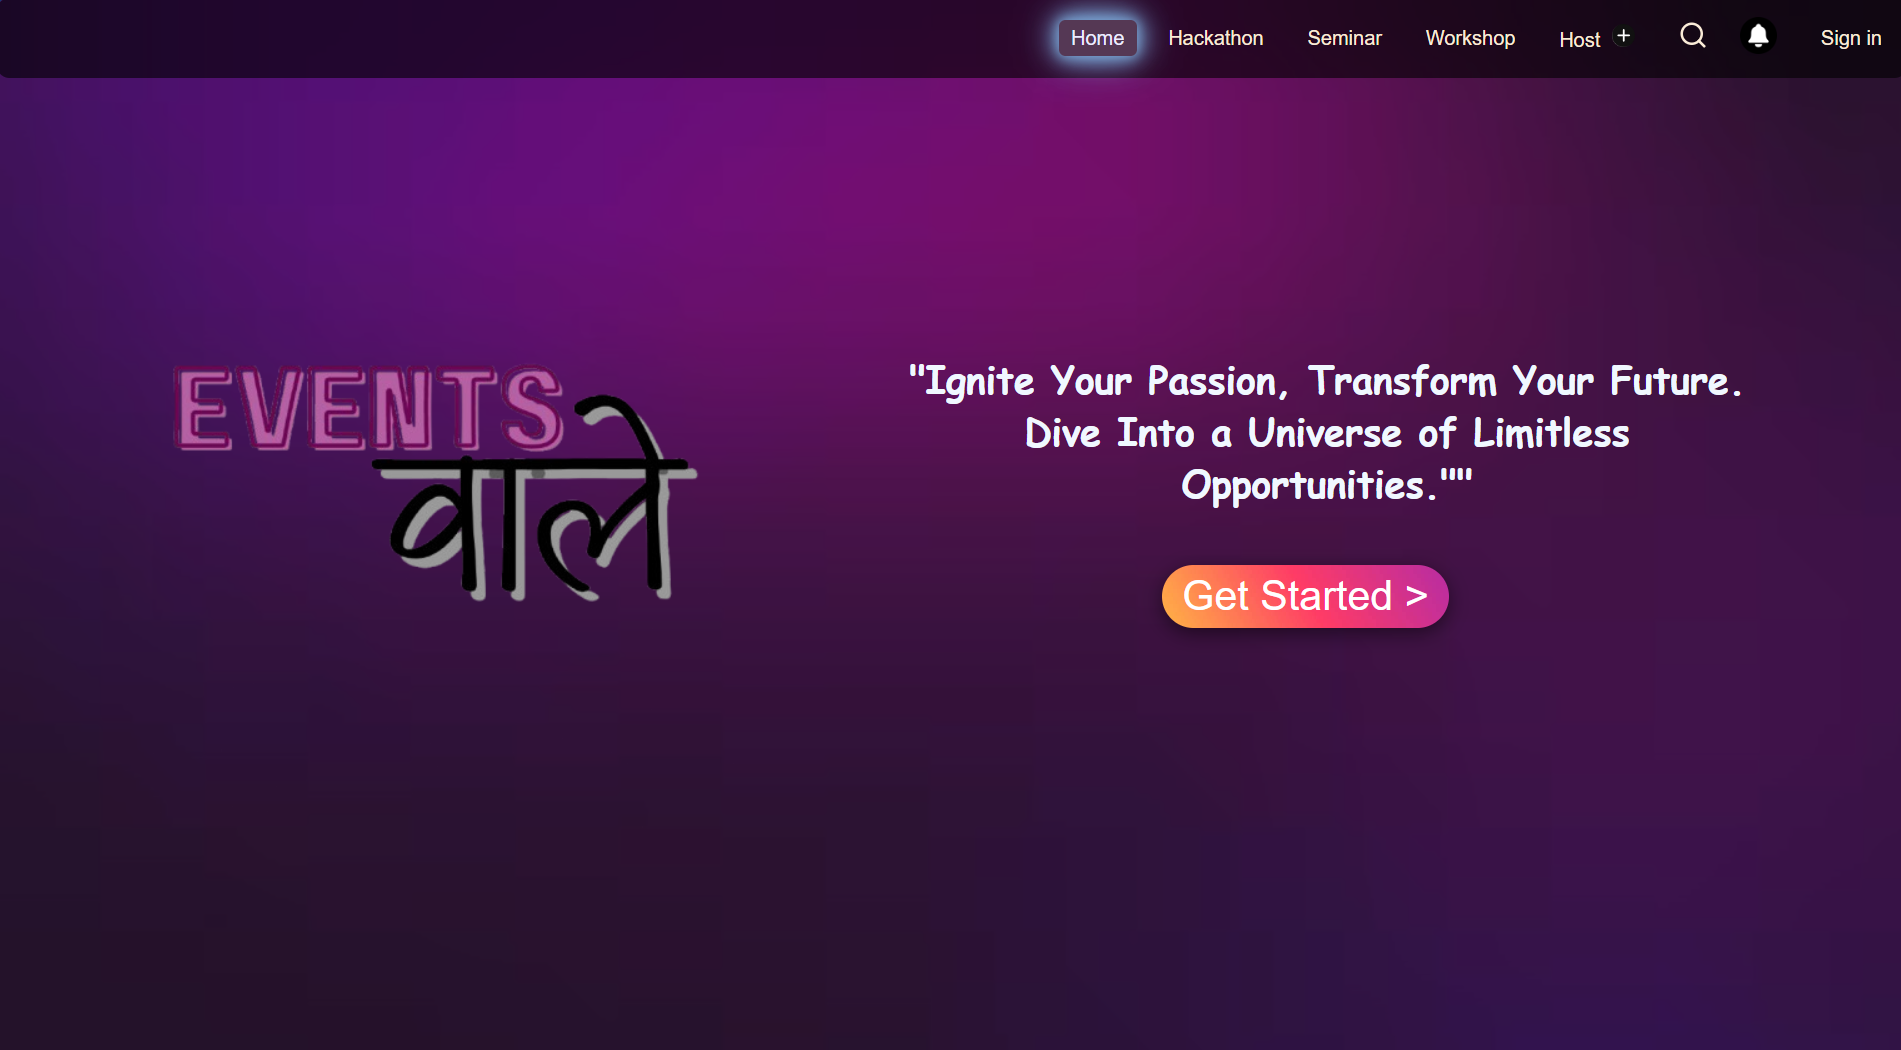 Home Hackathon Seminar Workshop Host + Sign in
EVENTS
वाले
"Ignite Your Passion, Transform Your Future.
Dive Into a Universe of Limitless
Opportunities.""
Get Started >